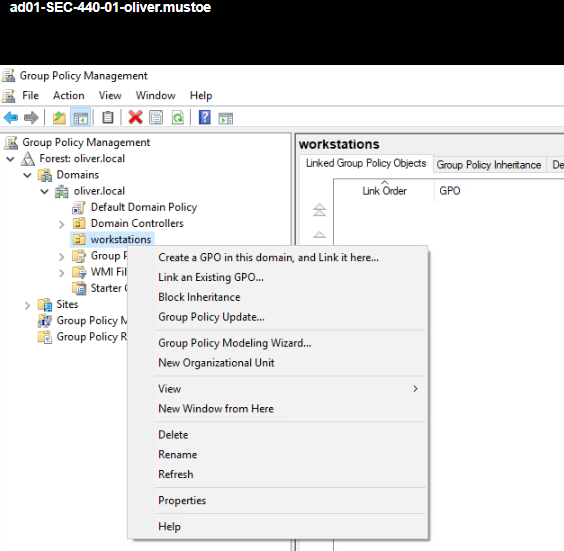 ad01-SEC-440-01-oliver.mustoe
Group Policy Management
File Action View Window Help
Group Policy Management
Forest: oliver.local
Domains
oliver.local
Default Domain Policy
Domain Controllers
workstations
Group P
WMI Fil
Starter G
Sites
Group Policy M
Group Policy R
workstations
Linked Group Policy Objects Group Policy Inheritance De
Link Order GPO
Create a GPO in this domain, and Link it here...
Link an Existing GPO...
Block Inheritance
Group Policy Update...
Group Policy Modeling Wizard...
New Organizational Unit
View
New Window from Here
Delete
Rename
Refresh
Properties
Help